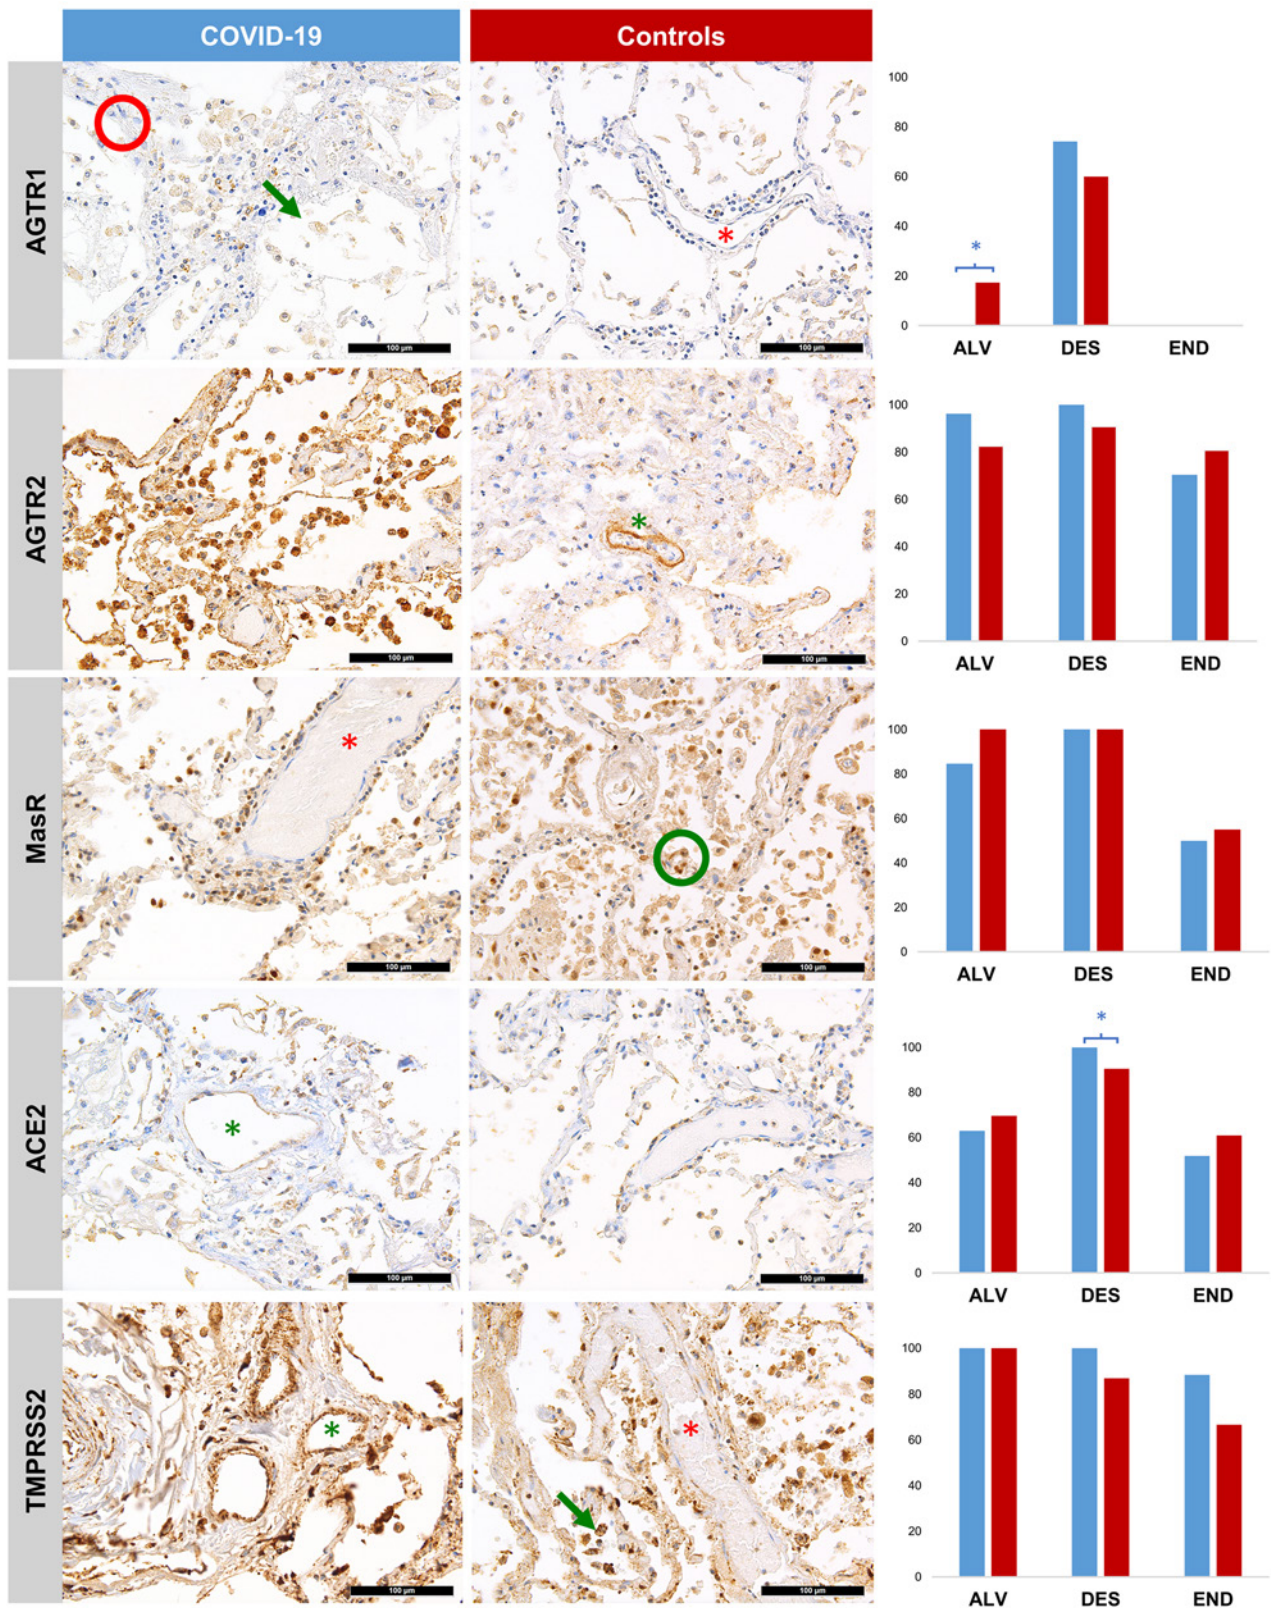 COVID-19
Controls
AGTR1
100 µm
100 µm
100
80
60
40
20
0
*
ALV DES END
AGTR2
100 µm
100 µm
100
80
60
40
20
0
ALV DES END
MasR
100 µm
100 µm
100
80
60
40
20
0
ALV DES END
ACE2
100 µm
100 µm
*
100
80
60
40
20
0
ALV DES END
TMPRSS2
100 µm
100 µm
100
80
60
40
20
0
ALV DES END